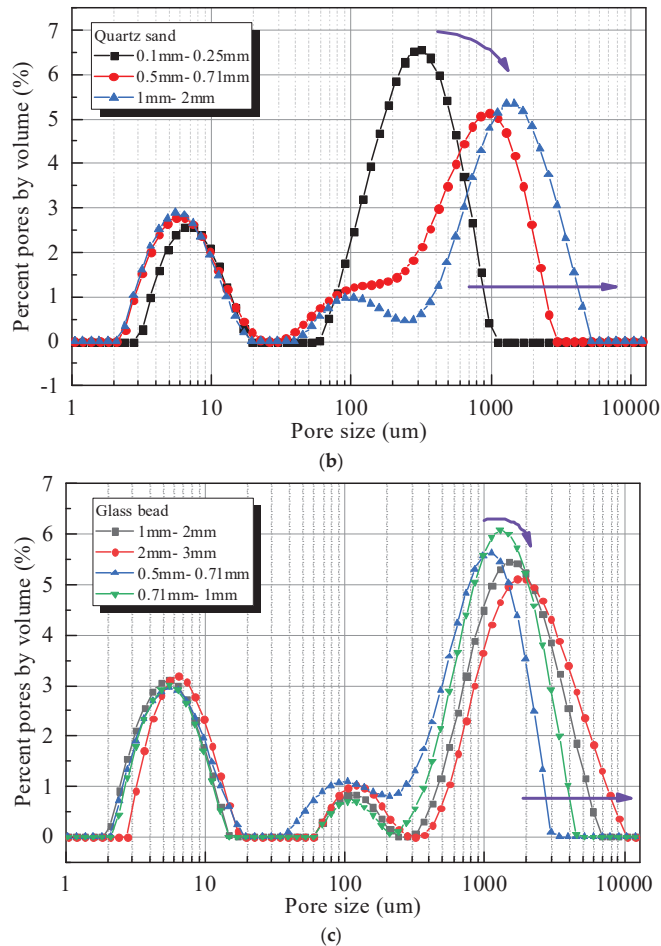 7
6
5
4
3
2
1
0
-1
Percent pores by volume (%)
Quartz sand
0.1mm- 0.25mm
0.5mm- 0.71mm
1mm- 2mm
1 10 100 1000 10000
Pore size (um)
(b)
7
6
5
4
3
2
1
0
Percent pores by volume (%)
Glass bead
1mm- 2mm
2mm- 3mm
0.5mm- 0.71mm
0.71mm- 1mm
1 10 100 1000 10000
Pore size (um)
(c)